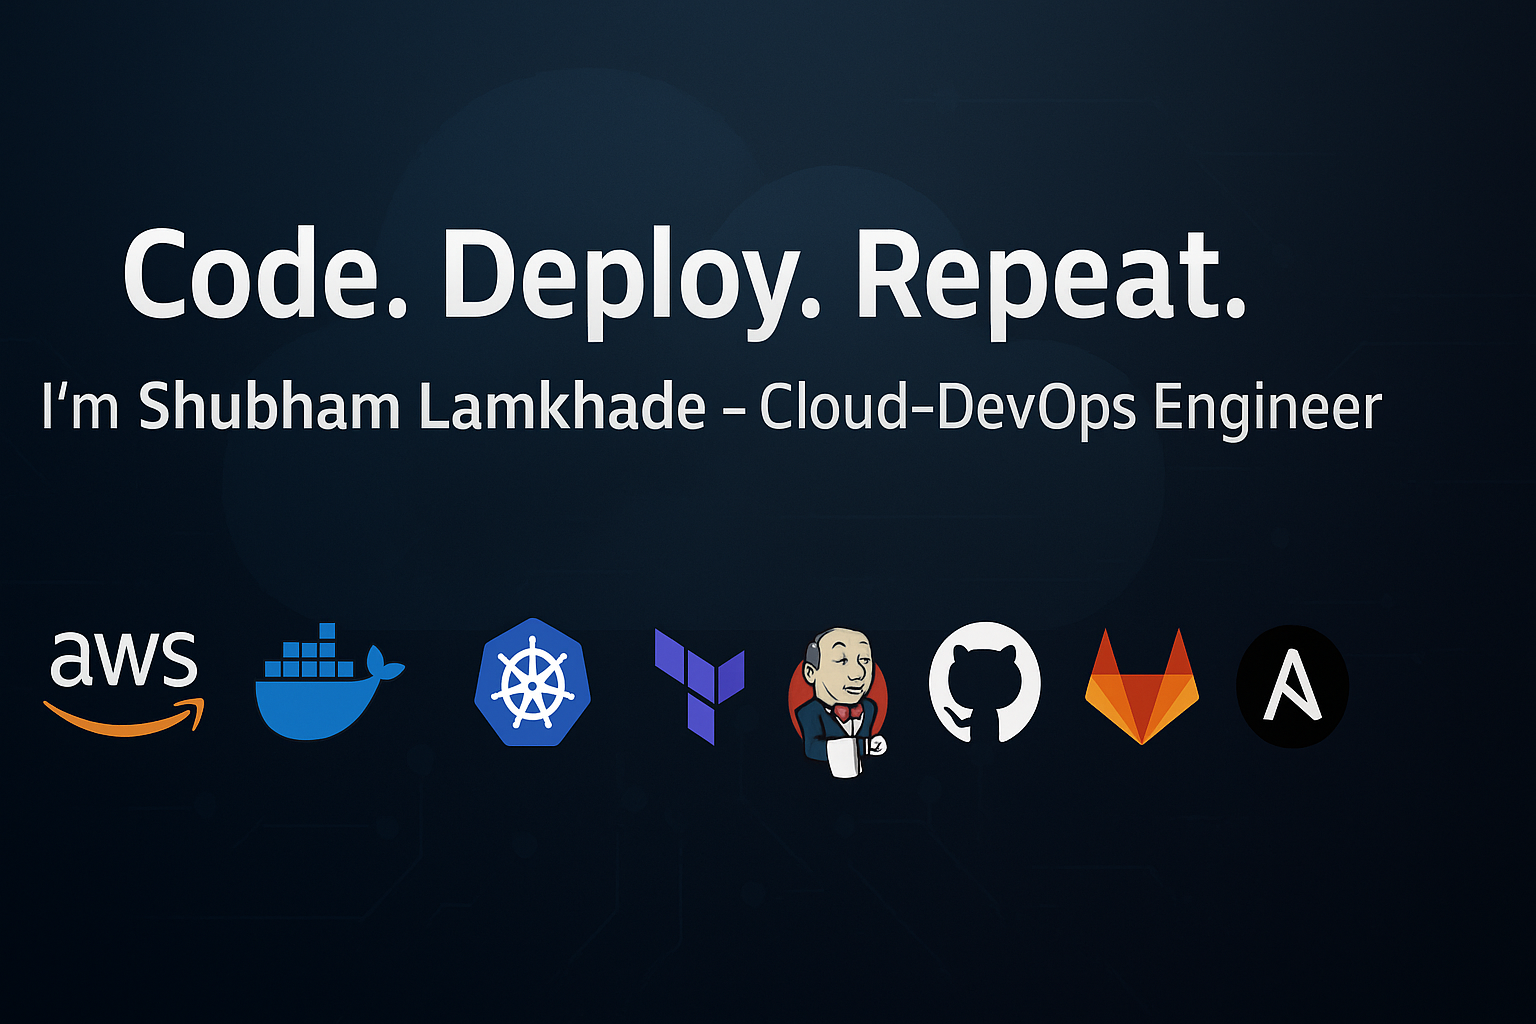 Code. Deploy. Repeat.
I'm Shubham Lamkhade – Cloud-DevOps Engineer
aws